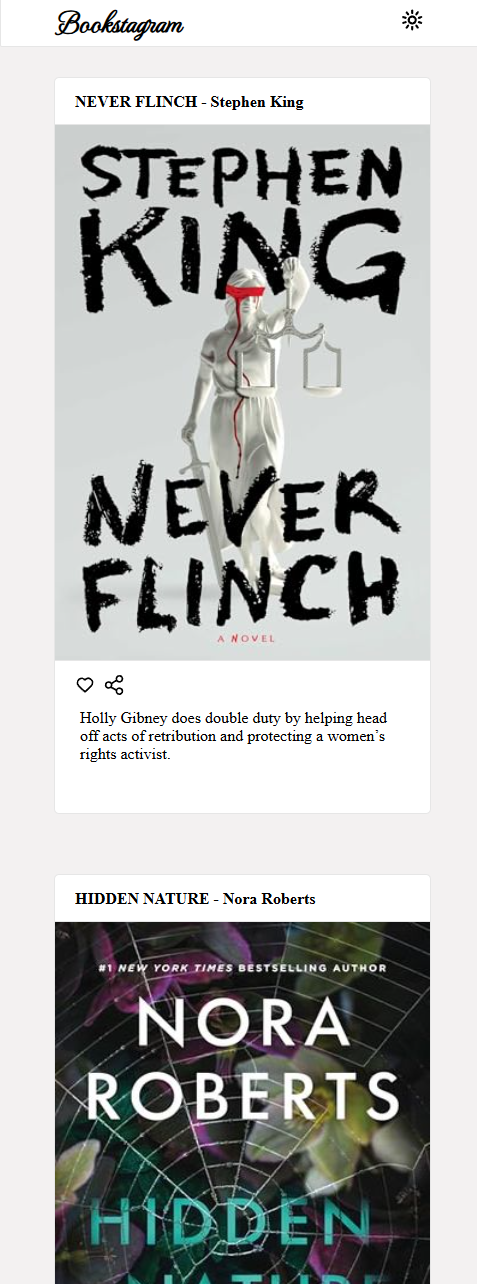 Bookstagram
NEVER FLINCH - Stephen King
STEPHEN
KING
NEVER
FLINCH
A NOVEL
Holly Gibney does double duty by helping head
off acts of retribution and protecting a women’s
rights activist.
HIDDEN NATURE - Nora Roberts
#1 NEW YORK TIMES BESTSELLING AUTHOR
NORA
ROBERTS
HIDDEN
NATURE